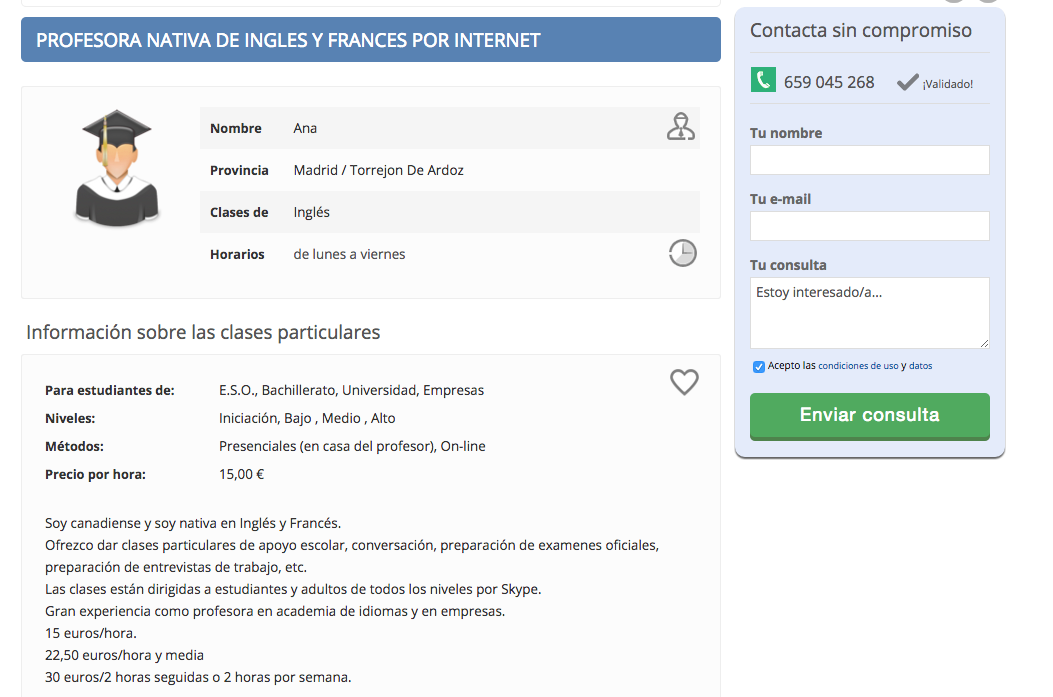 PROFESORA NATIVA DE INGLES Y FRANCES POR INTERNET
Nombre Ana
Provincia Madrid / Torrejon De Ardoz
Clases de Inglés
Horarios de lunes a viernes
Información sobre las clases particulares
Para estudiantes de: E.S.O., Bachillerato, Universidad, Empresas
Niveles: Iniciación, Bajo , Medio , Alto
Métodos: Presenciales (en casa del profesor), On-line
Precio por hora: 15,00 €
Soy canadiense y soy nativa en Inglés y Francés.
Ofrezco dar clases particulares de apoyo escolar, conversación, preparación de examenes oficiales,
preparación de entrevistas de trabajo, etc.
Las clases están dirigidas a estudiantes y adultos de todos los niveles por Skype.
Gran experiencia como profesora en academia de idiomas y en empresas.
15 euros/hora.
22,50 euros/hora y media
30 euros/2 horas seguidas o 2 horas por semana.
Contacta sin compromiso
659 045 268 ¡Validado!
Tu nombre
Tu e-mail
Tu consulta
Estoy interesado/a...
Acepto las condiciones de uso y datos
Enviar consulta